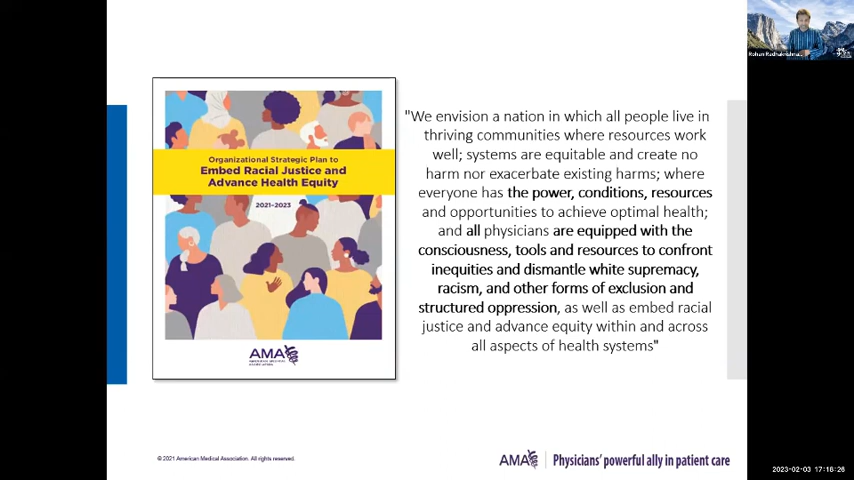 Organizational Strategic Plan to
Embed Racial Justice and
Advance Health Equity
2021–2023
AMA
"We envision a nation in which all people live in
thriving communities where resources work
well; systems are equitable and create no
harm nor exacerbate existing harms; where
everyone has the power, conditions, resources
and opportunities to achieve optimal health;
and all physicians are equipped with the
consciousness, tools and resources to confront
inequities and dismantle white supremacy,
racism, and other forms of exclusion and
structured oppression, as well as embed racial
justice and advance equity within and across
all aspects of health systems"
© 2021 American Medical Association. All rights reserved.
AMA
Physicians' powerful ally in patient care
2023-02-03 17:18:26